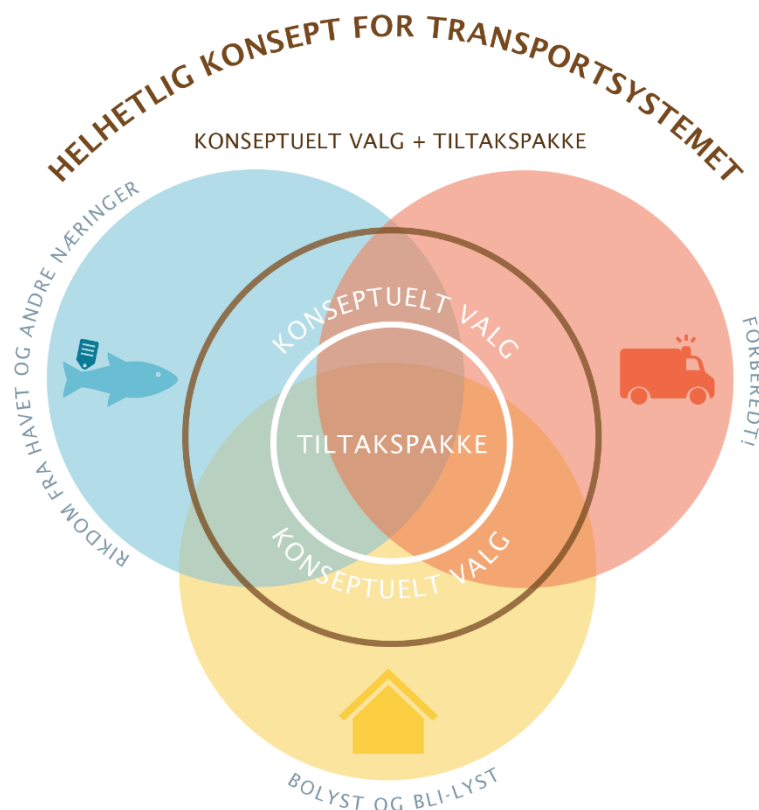 HELHETLIG KONSEPT FOR TRANSPORTSYSTEMET
KONSEPTUELT VALG + TILTAKSPAKKE
RIKDOM FRA HAVET OG ANDRE NÆRINGER
KONSEPTUELT VALG
FORBEREDT!
TILTAKSPAKKE
KONSEPTUELT VALG
BOLYST OG BLI-LYST